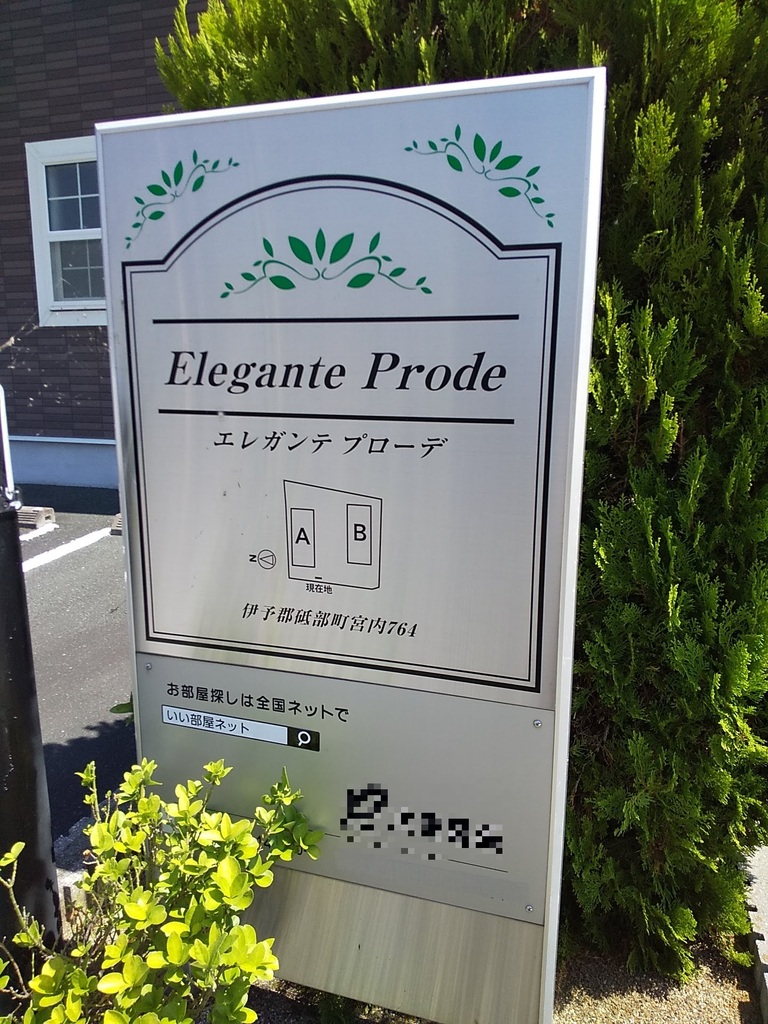 Elegante Prode
エレガンテ プローデ
A B
N
現在地
伊予郡砥部町宮内764
お部屋探しは全国ネットで
いい部屋ネット